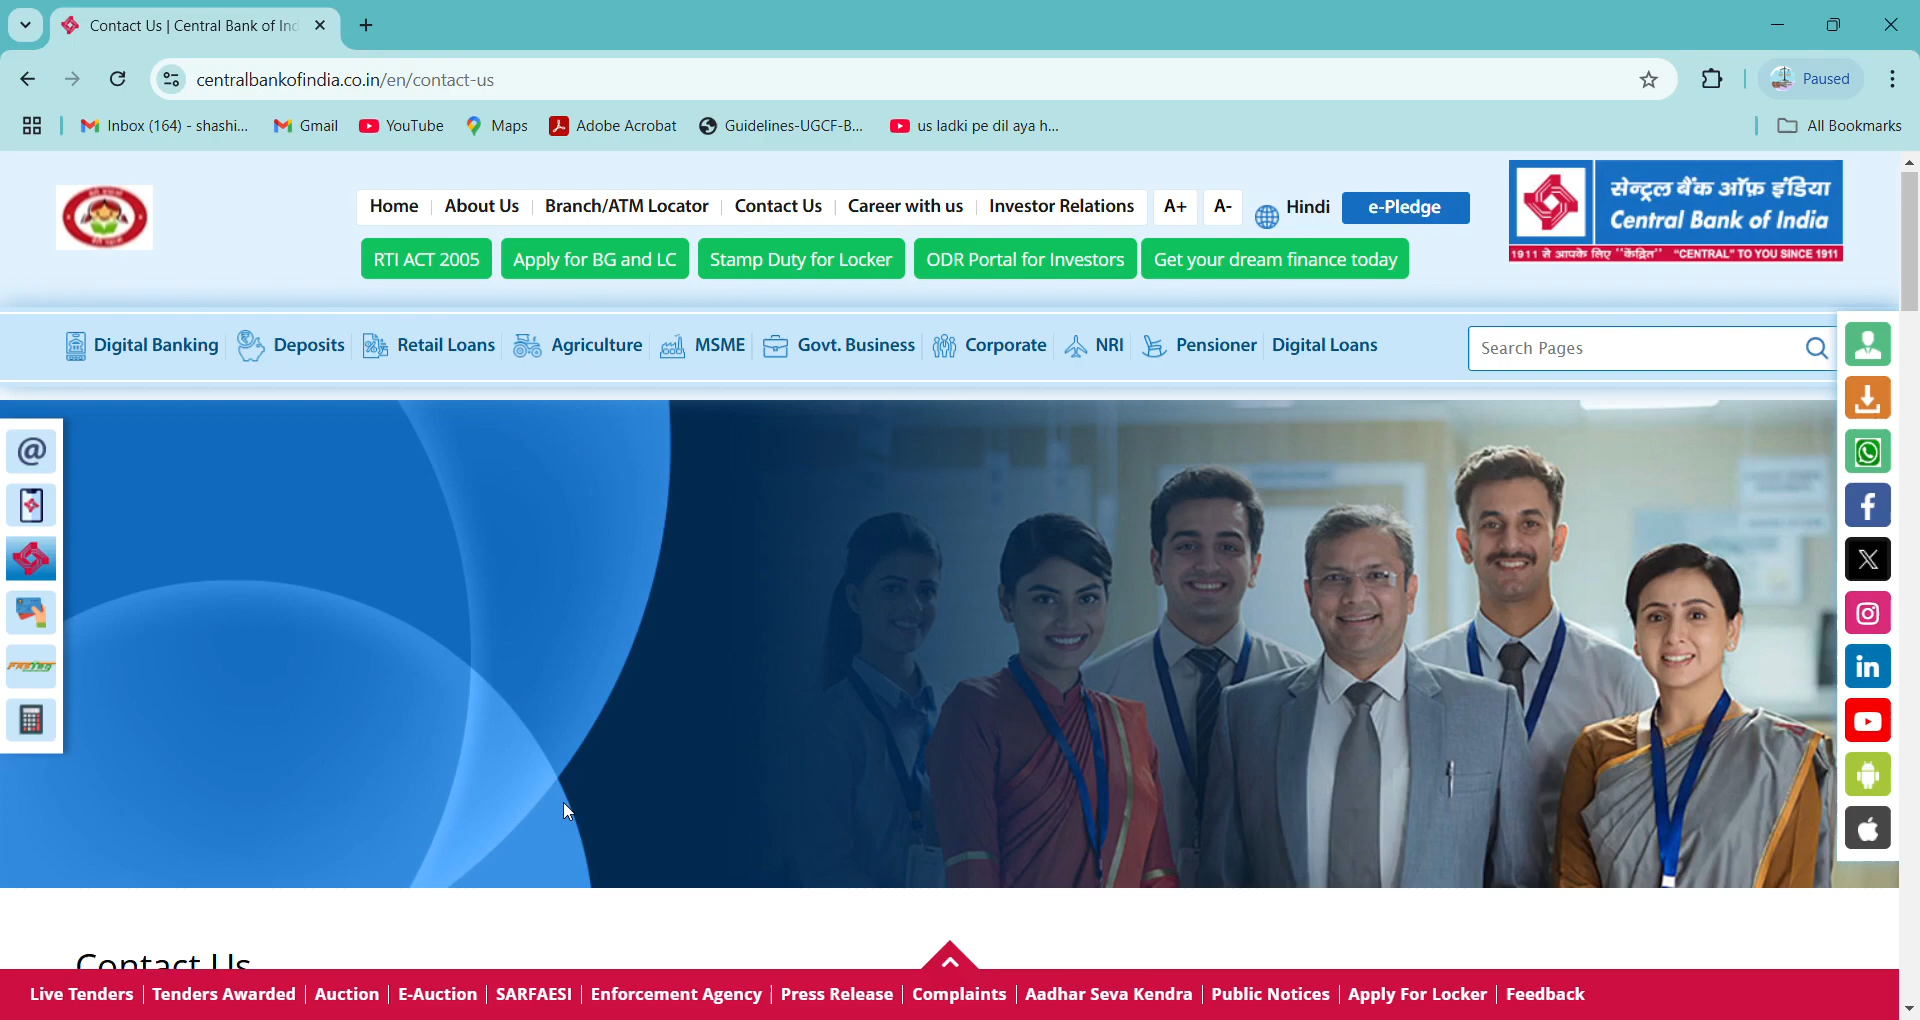 Contact Us | Central Bank of Ind
centralbankofindia.co.in/en/contact-us
Paused
Inbox (164) - shashi...
Gmail
YouTube
Maps
Adobe Acrobat
Guidelines-UGCF-B...
us ladki pe dil aya h...
All Bookmarks
Home
About Us
Branch/ATM Locator
Contact Us
Career with us
Investor Relations
A+
A-
Hindi
e-Pledge
RTI ACT 2005
Apply for BG and LC
Stamp Duty for Locker
ODR Portal for Investors
Get your dream finance today
सेन्ट्रल बैंक ऑफ़ इंडिया
Central Bank of India
1911 से आपके लिए "केंद्रित" "CENTRAL" TO YOU SINCE 1911
Digital Banking
Deposits
Retail Loans
Agriculture
MSME
Govt. Business
Corporate
NRI
Pensioner
Digital Loans
Search Pages
Contact Us
Live Tenders
Tenders Awarded
Auction
E-Auction
SARFAESI
Enforcement Agency
Press Release
Complaints
Aadhar Seva Kendra
Public Notices
Apply For Locker
Feedback